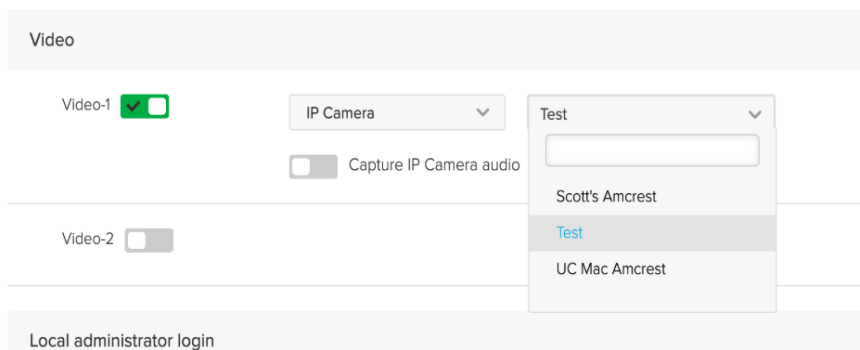 Video
Video-1
IP Camera
Test
Capture IP Camera audio
Scott's Amcrest
Test
UC Mac Amcrest
Video-2
Local administrator login